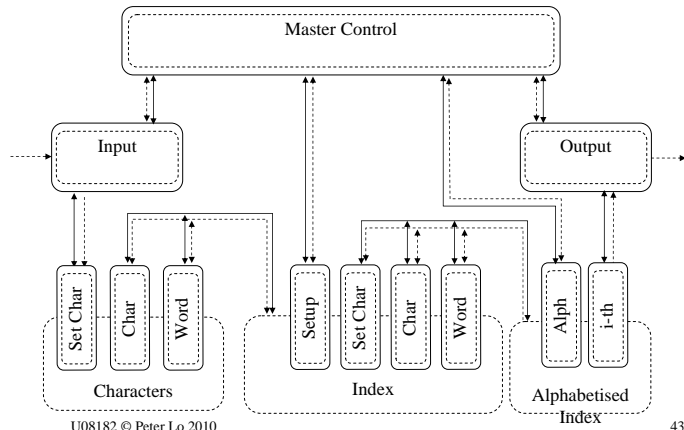 Master Control
Input
Output
Set Char
Char
Word
Setup
Set Char
Char
Word
Alph
i-th
Characters
Index
Alphabetised
Index
U08182 © Peter Lo 2010
43